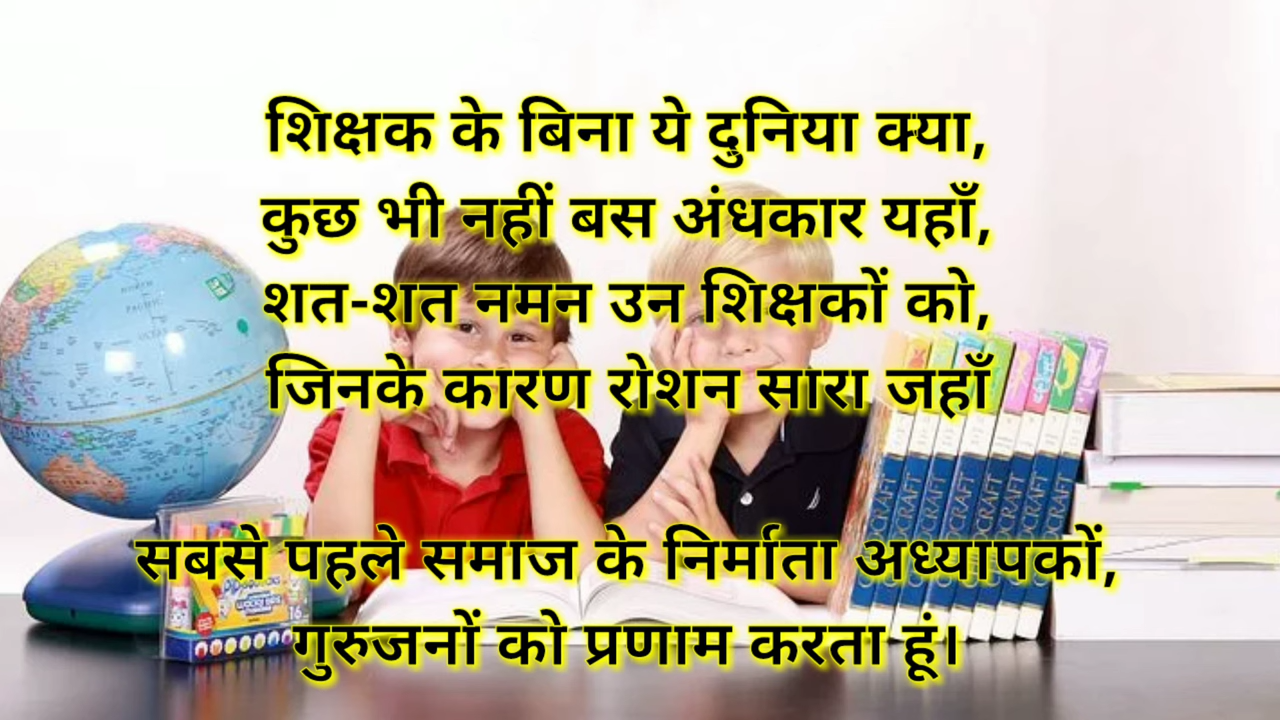 शिक्षक के बिना ये दुनिया क्या,
कुछ भी नहीं बस अंधकार यहाँ,
शत-शत नमन उन शिक्षकों को,
जिनके कारण रोशन सारा जहाँ
सबसे पहले समाज के निर्माता अध्यापकों,
गुरुजनों को प्रणाम करता हूं।